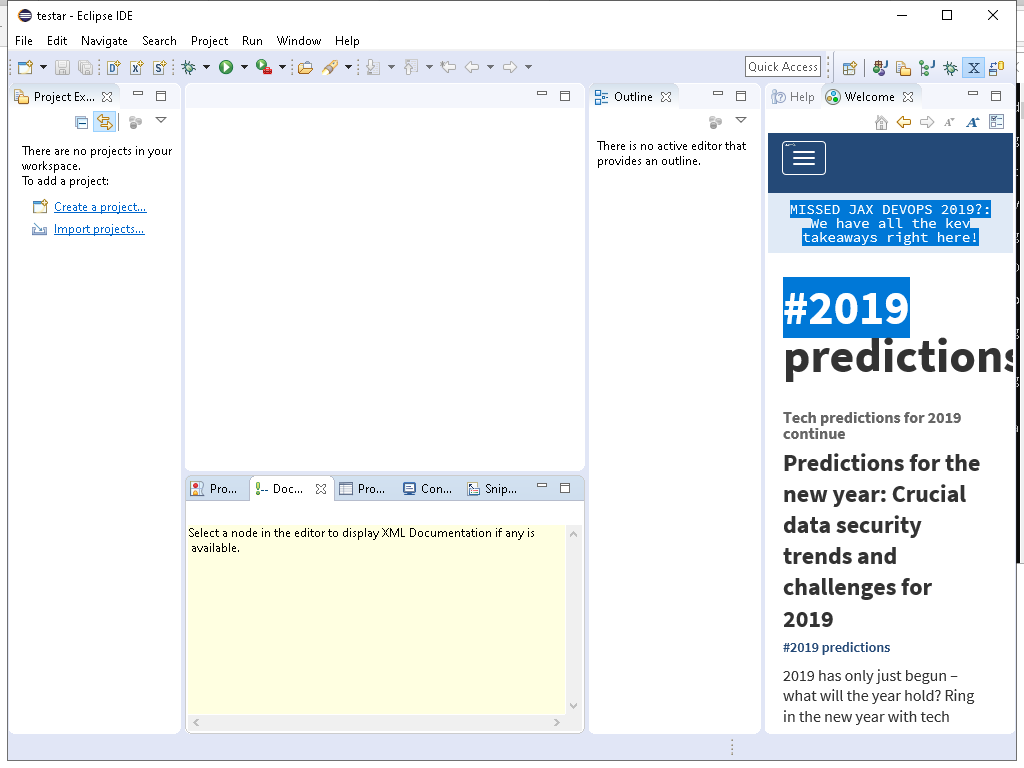 testar - Eclipse IDE
File Edit Navigate Search Project Run Window Help
Quick Access
Project Ex...
There are no projects in your
workspace.
To add a project:
Create a project...
Import projects...
Outline
There is no active editor that
provides an outline.
Help Welcome
MISSED JAX DEVOPS 2019?:
We have all the key
takeaways right here!
#2019
predictions
Tech predictions for 2019
continue
Predictions for the
new year: Crucial
data security
trends and
challenges for
2019
#2019 predictions
2019 has only just begun –
what will the year hold? Ring
in the new year with tech
Pro... Doc... Pro... Con... Snip...
Select a node in the editor to display XML Documentation if any is
available.